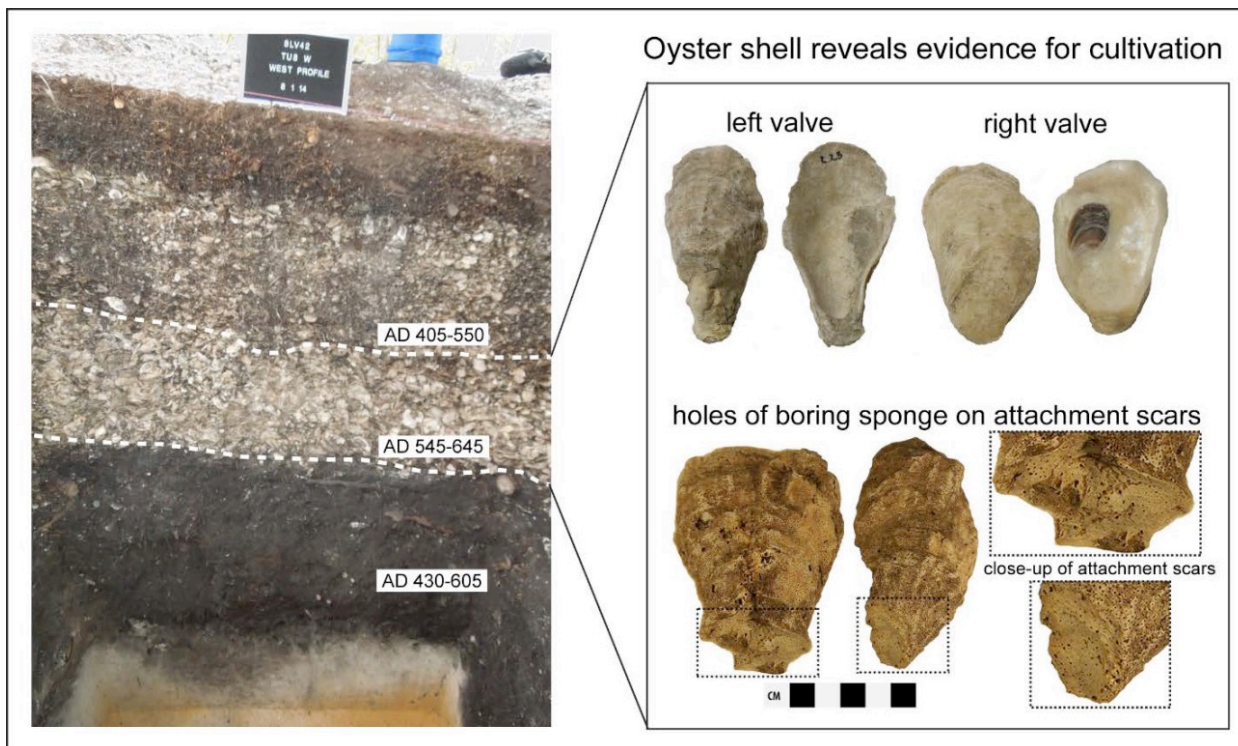 8LV42
TU8 W
WEST PROFILE
8 1 14
AD 405-550
AD 545-645
AD 430-605
Oyster shell reveals evidence for cultivation
left valve
right valve
holes of boring sponge on attachment scars
close-up of attachment scars
CM